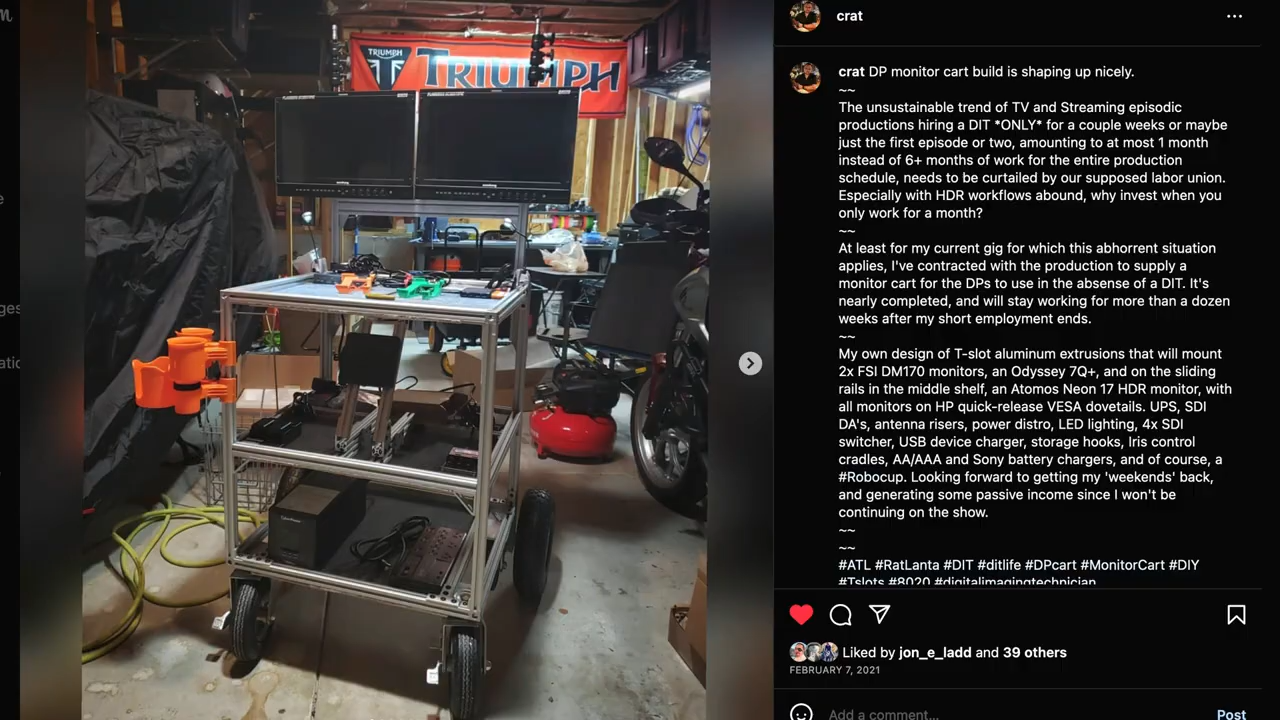 crat
crat DP monitor cart build is shaping up nicely.
~~
The unsustainable trend of TV and Streaming episodic
productions hiring a DIT *ONLY* for a couple weeks or maybe
just the first episode or two, amounting to at most 1 month
instead of 6+ months of work for the entire production
schedule, needs to be curtailed by our supposed labor union.
Especially with HDR workflows abound, why invest when you
only work for a month?
~~
At least for my current gig for which this abhorrent situation
applies, I've contracted with the production to supply a
monitor cart for the DPs to use in the absense of a DIT. It's
nearly completed, and will stay working for more than a dozen
weeks after my short employment ends.
~~
My own design of T-slot aluminum extrusions that will mount
2x FSI DM170 monitors, an Odyssey 7Q+, and on the sliding
rails in the middle shelf, an Atomos Neon 17 HDR monitor, with
all monitors on HP quick-release VESA dovetails. UPS, SDI
DA's, antenna risers, power distro, LED lighting, 4x SDI
switcher, USB device charger, storage hooks, Iris control
cradles, AA/AAA and Sony battery chargers, and of course, a
#Robocup. Looking forward to getting my 'weekends' back,
and generating some passive income since I won't be
continuing on the show.
~~
~~
#ATL #RatLanta #DIT #ditlife #DPcart #MonitorCart #DIY
#Tslots #8020 #digitalimagingtechnician
Liked by jon_e_ladd and 39 others
FEBRUARY 7, 2021
Add a comment...
Post
TRIUMPH
TRIUMPH